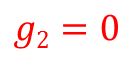 g₂ = 0